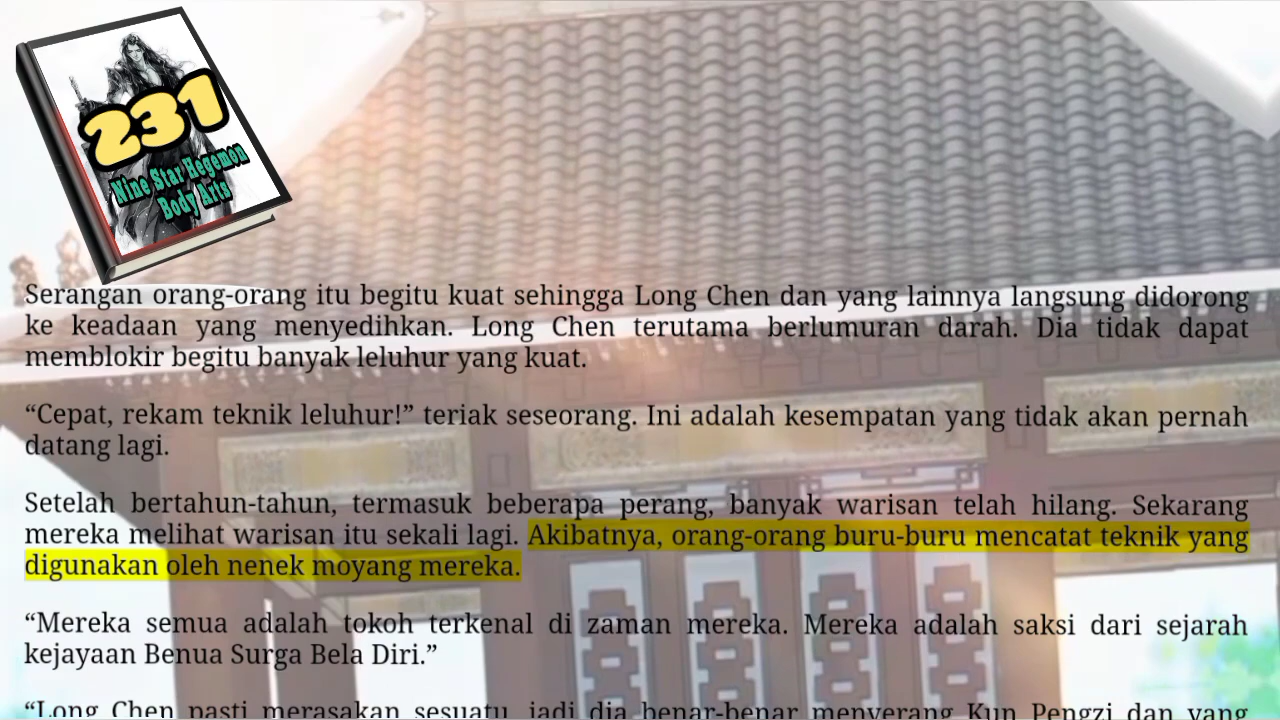 231
Nine Star Hegemon
Body Arts
Serangan orang-orang itu begitu kuat sehingga Long Chen dan yang lainnya langsung didorong
ke keadaan yang menyedihkan. Long Chen terutama berlumuran darah. Dia tidak dapat
memblokir begitu banyak leluhur yang kuat.
“Cepat, rekam teknik leluhur!” teriak seseorang. Ini adalah kesempatan yang tidak akan pernah
datang lagi.
Setelah bertahun-tahun, termasuk beberapa perang, banyak warisan telah hilang. Sekarang
mereka melihat warisan itu sekali lagi. Akibatnya, orang-orang buru-buru mencatat teknik yang
digunakan oleh nenek moyang mereka.
“Mereka semua adalah tokoh terkenal di zaman mereka. Mereka adalah saksi dari sejarah
kejayaan Benua Surga Bela Diri.”
“Long Chen pasti merasakan sesuatu, jadi dia benar-benar menyerang Kun Pengzi dan yang